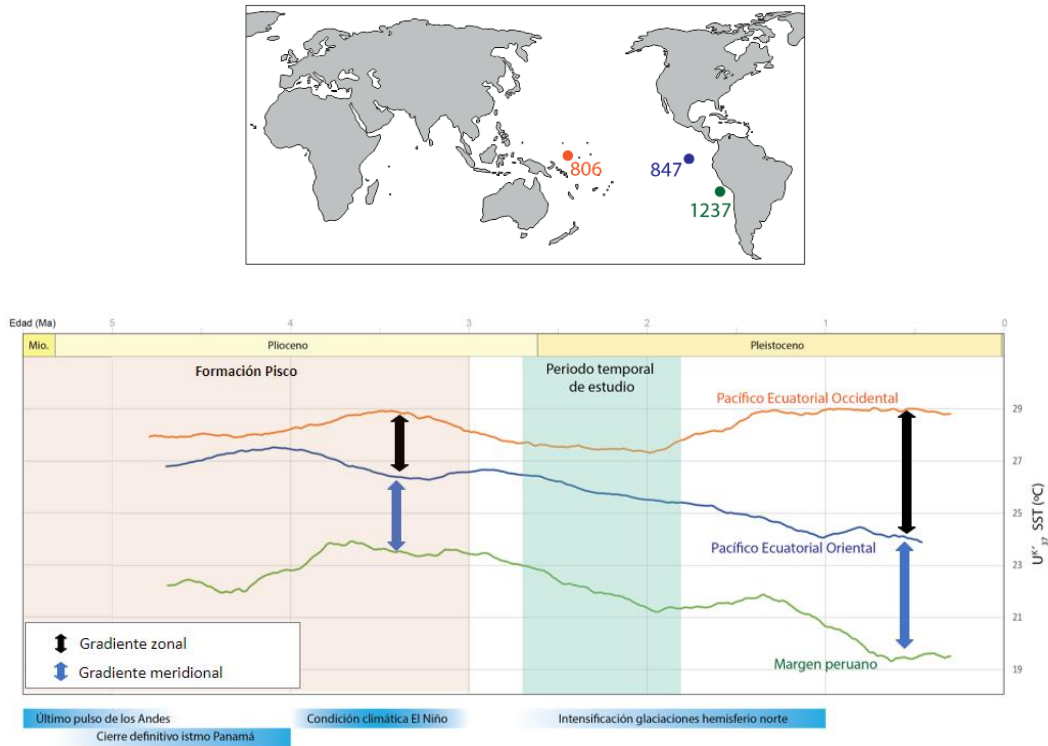 806
847
1237
Edad (Ma)
5
4
3
2
1
0
Mio.
Plioceno
Pleistoceno
Formación Pisco
Periodo temporal
de estudio
Pacífico Ecuatorial Occidental
29
27
25
Pacífico Ecuatorial Oriental
23
21
Margen peruano
19
U K' 37 SST (ºC)
Gradiente zonal
Gradiente meridional
Último pulso de los Andes
Condición climática El Niño
Intensificación glaciaciones hemisferio norte
Cierre definitivo istmo Panamá